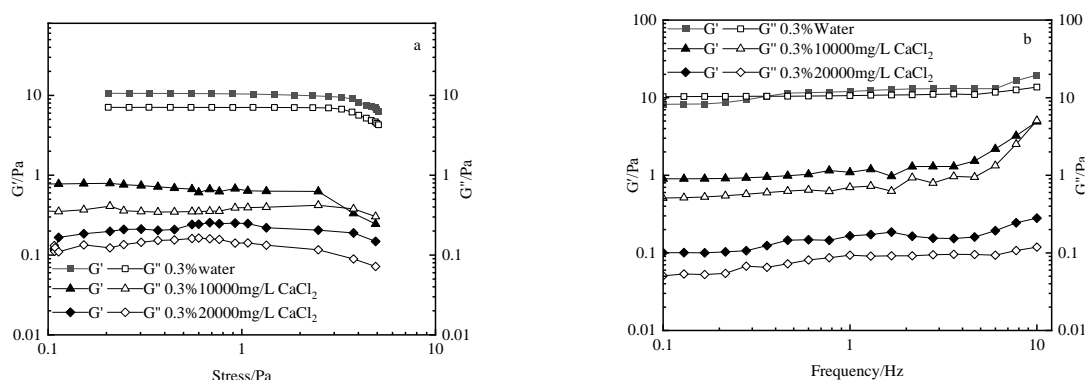 a
10
1
0.1
0.01
G'/Pa
10
1
0.1
0.01
G''/Pa
G' G'' 0.3%water
G' G'' 0.3%10000mg/L CaCl2
G' G'' 0.3%20000mg/L CaCl2
0.1 1 10
Stress/Pa
b
100
10
1
0.1
0.01
G'/Pa
100
10
1
0.1
0.01
G''/Pa
G' G'' 0.3%Water
G' G'' 0.3%10000mg/L CaCl2
G' G'' 0.3%20000mg/L CaCl2
0.1 1 10
Frequency/Hz